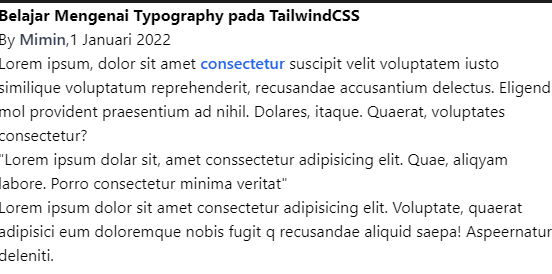 Belajar Mengenai Typography pada TailwindCSS
By Mimin,1 Januari 2022
Lorem ipsum, dolor sit amet consectetur suscipit velit voluptatem iusto
similique voluptatum reprehenderit, recusandae accusantium delectus. Eligend
mol provident praesentium ad nihil. Dolares, itaque. Quaerat, voluptates
consectetur?
"Lorem ipsum dolar sit, amet conssectetur adipisicing elit. Quae, aliqyam
labore. Porro consectetur minima veritat"
Lorem ipsum dolor sit amet consectetur adipisicing elit. Voluptate, quaerat
adipisici eum doloremque nobis fugit q recusandae aliquid saepa! Aspeernatur
deleniti.